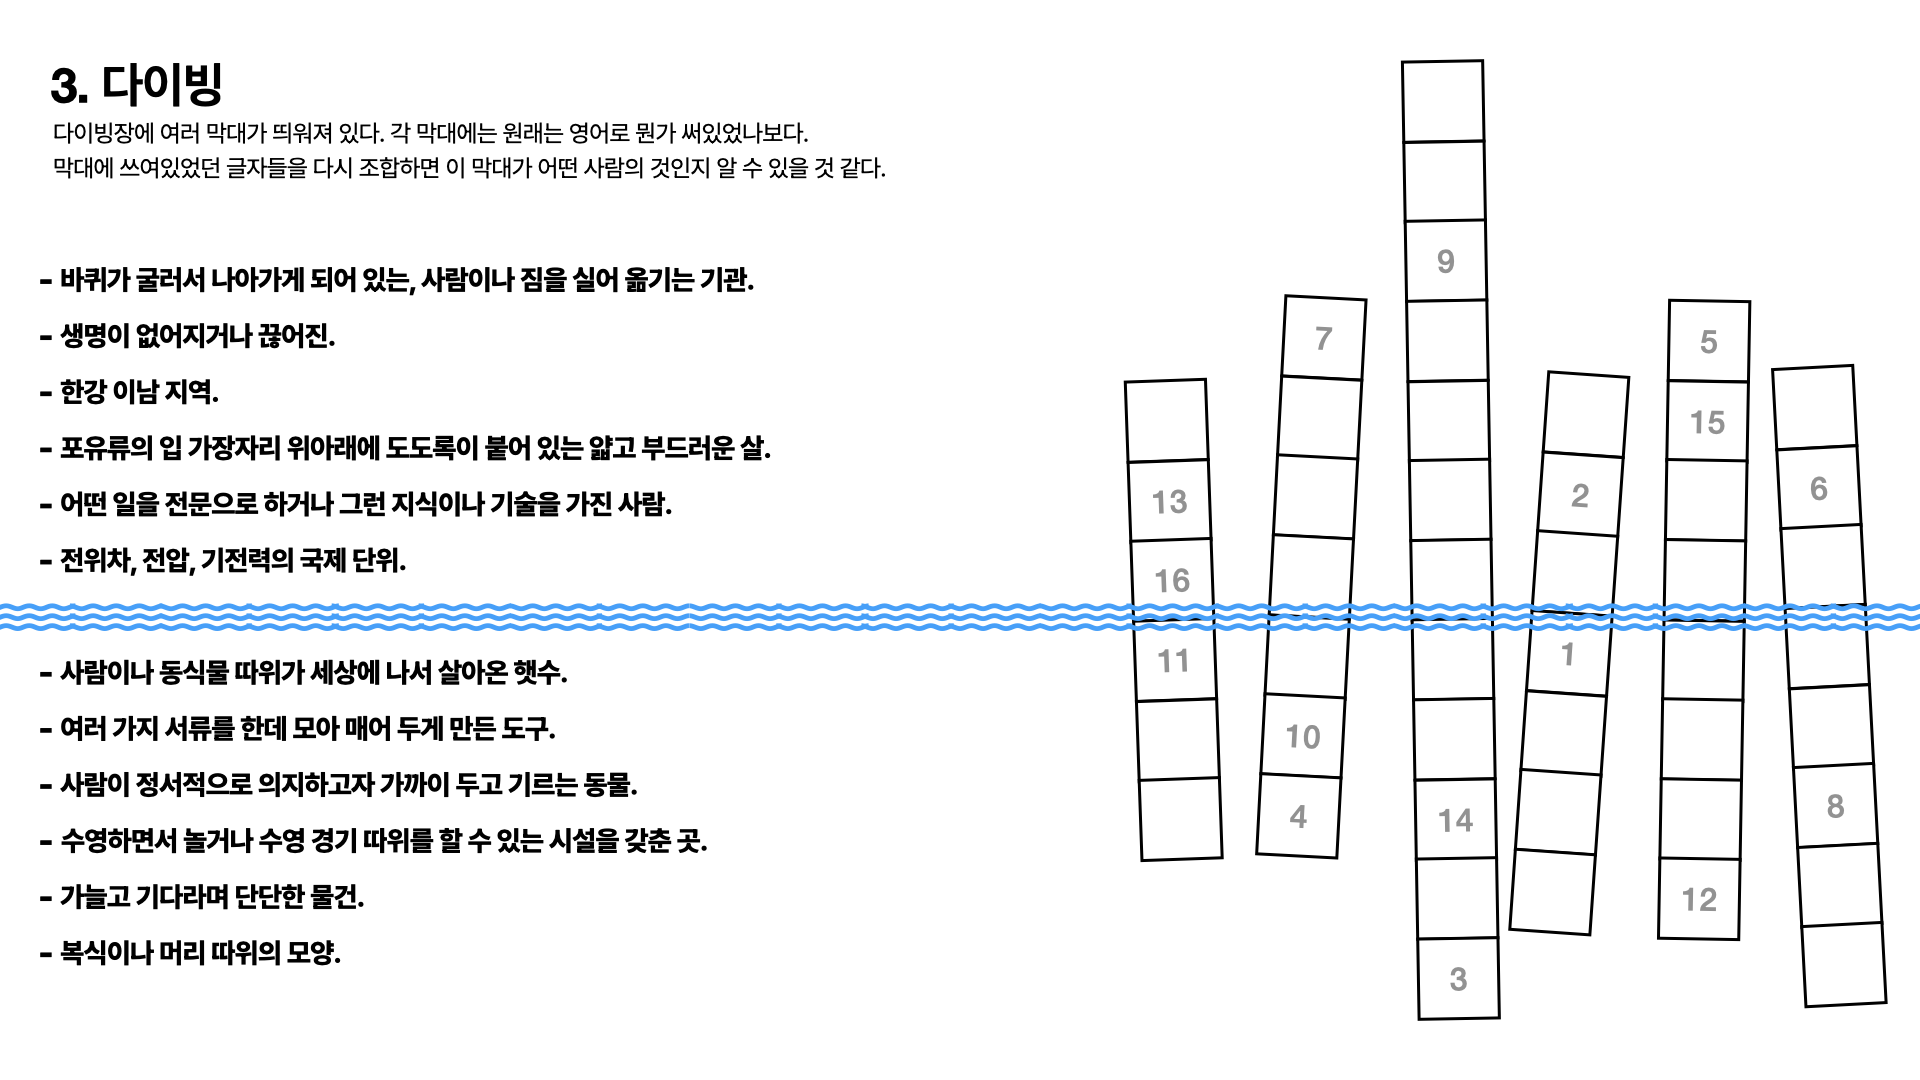 3. 다이빙
다이빙장에 여러 막대가 띄워져 있다. 각 막대에는 원래는 영어로 뭔가 써있었나보다.
막대에 쓰여있었던 글자들을 다시 조합하면 이 막대가 어떤 사람의 것인지 알 수 있을 것 같다.
- 바퀴가 굴러서 나아가게 되어 있는, 사람이나 짐을 실어 옮기는 기관.
- 생명이 없어지거나 끊어진.
- 한강 이남 지역.
- 포유류의 입 가장자리 위아래에 도도록이 붙어 있는 얇고 부드러운 살.
- 어떤 일을 전문으로 하거나 그런 지식이나 기술을 가진 사람.
- 전위차, 전압, 기전력의 국제 단위.
- 사람이나 동식물 따위가 세상에 나서 살아온 햇수.
- 여러 가지 서류를 한데 모아 매어 두게 만든 도구.
- 사람이 정서적으로 의지하고자 가까이 두고 기르는 동물.
- 수영하면서 놀거나 수영 경기 따위를 할 수 있는 시설을 갖춘 곳.
- 가늘고 기다라며 단단한 물건.
- 복식이나 머리 따위의 모양.
13
16
11
7
10
4
9
14
3
2
1
5
15
12
6
8